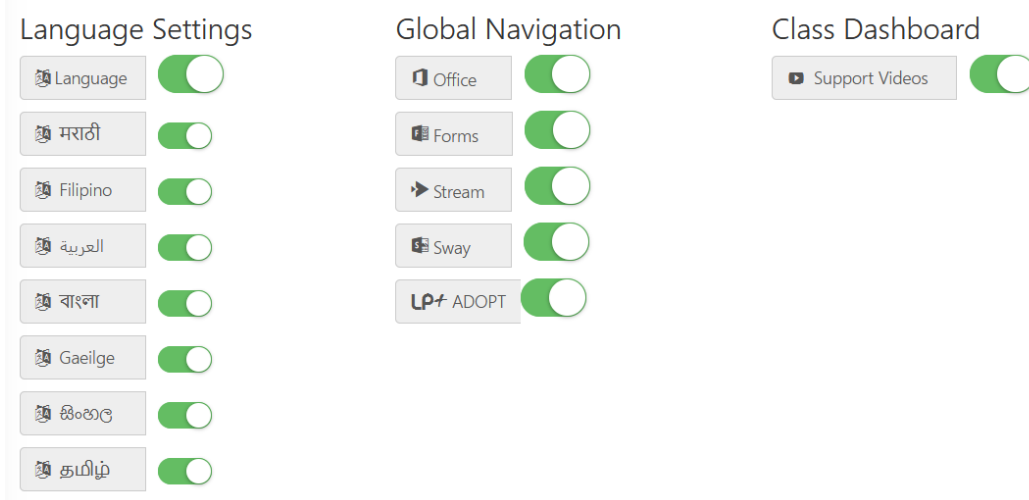 Language Settings
Language
मराठी
Filipino
العربية
বাংলা
Gaeilge
සිංහල
தமிழ்
Global Navigation
Office
Forms
Stream
Sway
LP+ ADOPT
Class Dashboard
Support Videos